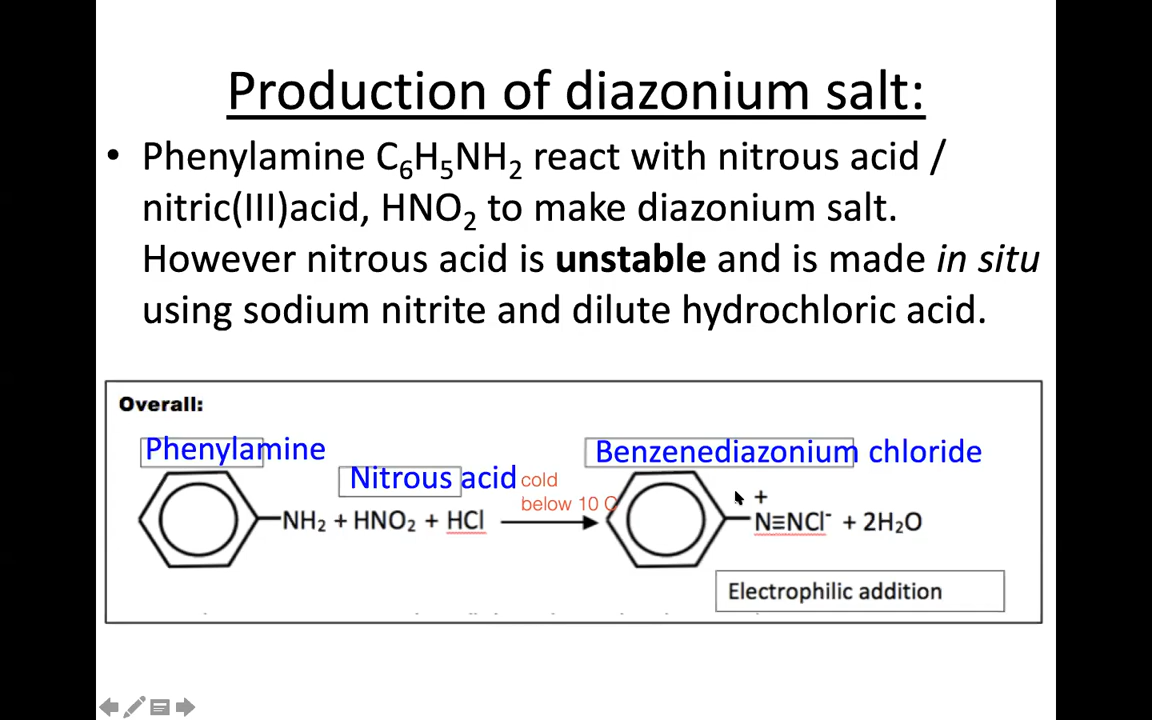 Production of diazonium salt:
• Phenylamine C₆H₅NH₂ react with nitrous acid /
nitric(III)acid, HNO₂ to make diazonium salt.
However nitrous acid is unstable and is made in situ
using sodium nitrite and dilute hydrochloric acid.
Overall:
Phenylamine
Benzenediazonium chloride
Nitrous acid
cold
below 10 C
NH₂ + HNO₂ + HCl
+
N≡NCl⁻ + 2H₂O
Electrophilic addition